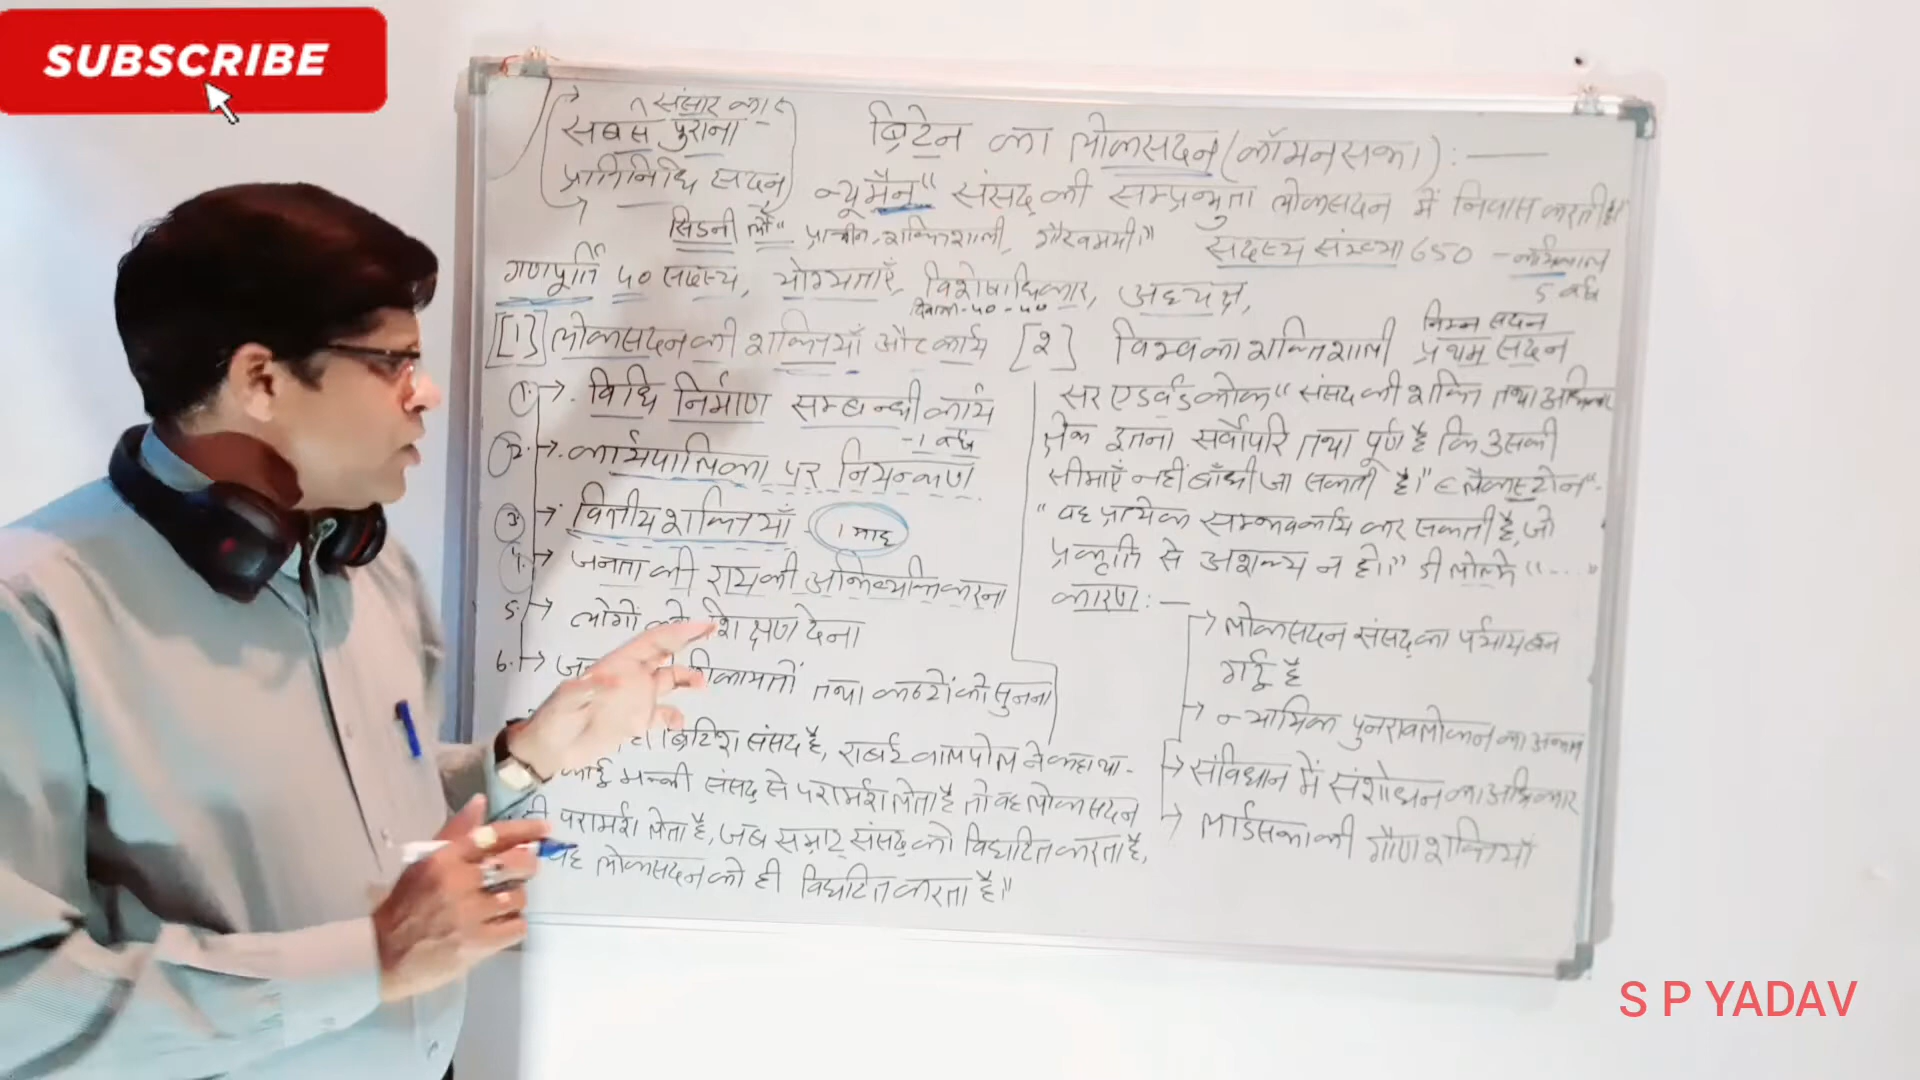 SUBSCRIBE
संसार का
सबसे पुराना
प्रतिनिधि सदन
ब्रिटेन का लोकसदन (कॉमनसभा) : —
न्यूमैन" संसद् की सम्प्रभुता लोकसदन में निवास करती है"
सिडनी लॉ" प्राचीन, शक्तिशाली, गौरवमयी।" सदस्य संख्या 650 – कार्यकाल
5 वर्ष
गणपूर्ति 40 सदस्य, योग्यताएँ, विशेषाधिकार, अध्यक्ष,
[1] लोकसदन की शक्तियाँ और कार्य
1. → विधि निर्माण सम्बन्धी कार्य
-1 वर्ष
2. → कार्यपालिका पर नियन्त्रण
3. → वित्तीय शक्तियाँ - 1 माह
4. → जनता की राय की अभिव्यक्ति करना
5. → लोगों को शिक्षण देना
6. → शिकायतों तथा कष्टों को सुनना
ब्रिटिश संसद है, राबर्ट वालपोल ने कहा था -
कोई मन्त्री संसद् से परामर्श लेता है तो वह लोकसदन
परामर्श लेता है, जब सम्राट् संसद् को विघटित करता है,
वह लोकसदन को ही विघटित करता है।"
[२] विश्व का शक्तिशाली प्रथम सदन
निम्न सदन
सर एडवर्ड कोक " संसद की शक्ति तथा अधिकार
क्षेत्र इतना सर्वोपरि तथा पूर्ण है कि उसकी
सीमाएँ नहीं बाँधी जा सकती है।" ब्लैकस्टोन"
" वह प्रत्येक सम्भव कार्य कर सकती है, जो
प्रकृति से अशक्य न हो।" डी लोल्मे "....."
कारण : —
→ लोकसदन संसद् का पर्याय बन
गई है
→ न्यायिक पुनरावलोकन का अभाव
→ संविधान में संशोधन का अधिकार
→ लार्डसभा की गौण शक्तियाँ
S P YADAV